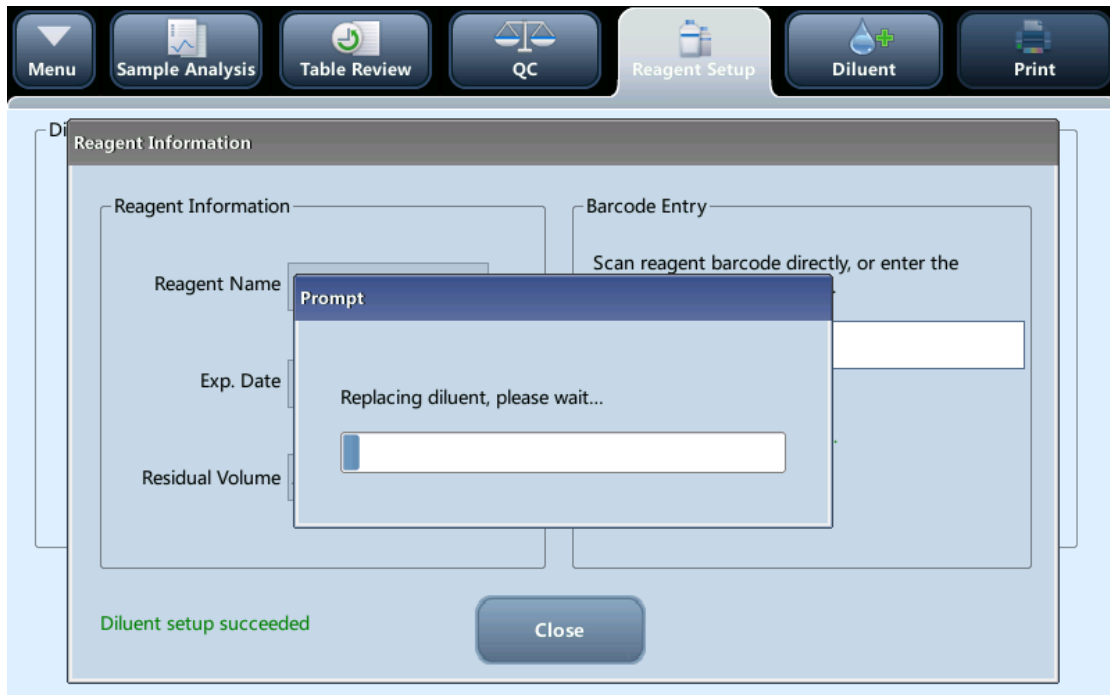 Menu
Sample Analysis
Table Review
QC
Reagent Setup
Diluent
Print
Di
Reagent Information
Reagent Information
Barcode Entry
Scan reagent barcode directly, or enter the
Reagent Name
Prompt
Exp. Date
Replacing diluent, please wait...
Residual Volume
Diluent setup succeeded
Close